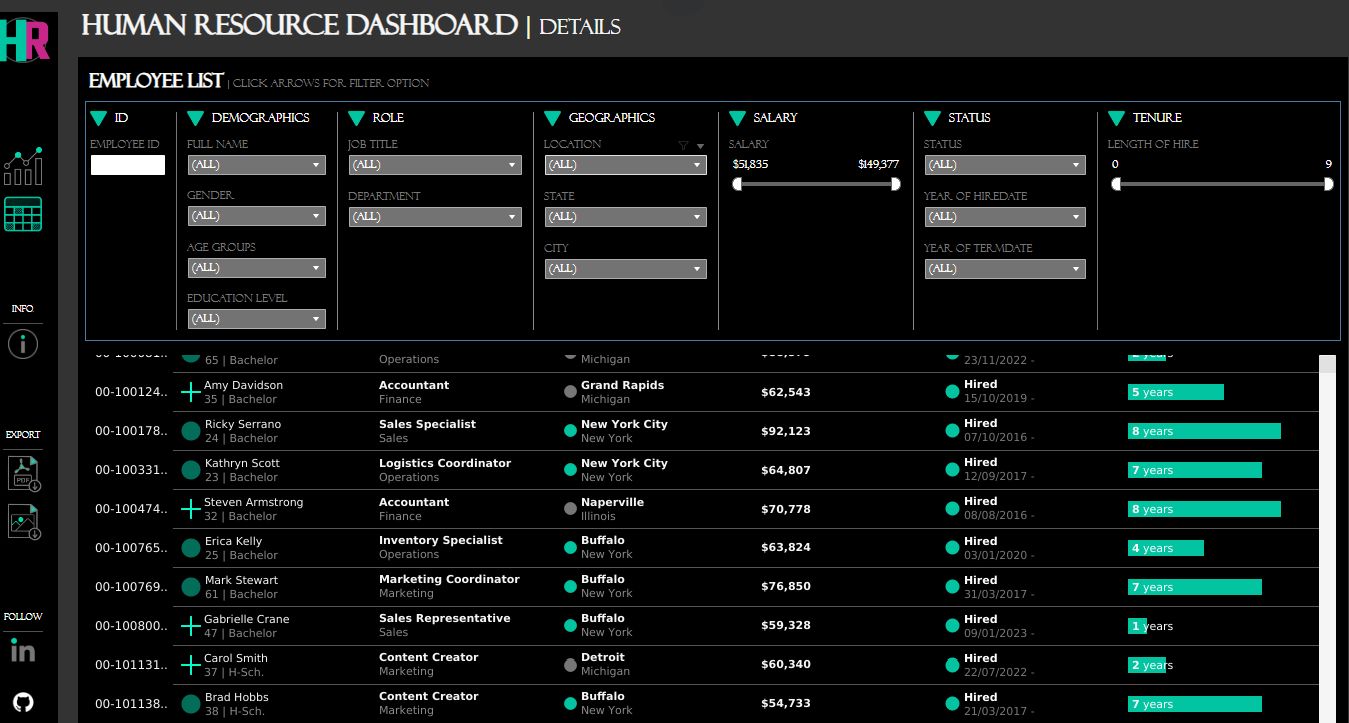 HR
HUMAN RESOURCE DASHBOARD | DETAILS
EMPLOYEE LIST | CLICK ARROWS FOR FILTER OPTION
ID DEMOGRAPHICS ROLE GEOGRAPHICS SALARY STATUS TENURE
EMPLOYEE ID FULL NAME JOB TITLE LOCATION SALARY STATUS LENGTH OF HIRE
(ALL) (ALL) (ALL) $51,835 $149,377 (ALL) 0 9
GENDER DEPARTMENT STATE YEAR OF HIREDATE
(ALL) (ALL) (ALL) (ALL)
AGE GROUPS CITY YEAR OF TERMDATE
(ALL) (ALL) (ALL)
EDUCATION LEVEL
(ALL)
INFO
EXPORT
PDF
FOLLOW
in
65 | Bachelor Operations Michigan 23/11/2022 - 2 years
Amy Davidson Accountant Grand Rapids Hired
00-100124.. $62,543 5 years
35 | Bachelor Finance Michigan 15/10/2019 -
Ricky Serrano Sales Specialist New York City Hired
00-100178.. $92,123 8 years
24 | Bachelor Sales New York 07/10/2016 -
Kathryn Scott Logistics Coordinator New York City Hired
00-100331.. $64,807 7 years
23 | Bachelor Operations New York 12/09/2017 -
Steven Armstrong Accountant Naperville Hired
00-100474.. $70,778 8 years
32 | Bachelor Finance Illinois 08/08/2016 -
Erica Kelly Inventory Specialist Buffalo Hired
00-100765.. $63,824 4 years
25 | Bachelor Operations New York 03/01/2020 -
Mark Stewart Marketing Coordinator Buffalo Hired
00-100769.. $76,850 7 years
61 | Bachelor Marketing New York 31/03/2017 -
Gabrielle Crane Sales Representative Buffalo Hired
00-100800.. $59,328 1 years
47 | Bachelor Sales New York 09/01/2023 -
Carol Smith Content Creator Detroit Hired
00-101131.. $60,340 2 years
37 | H-Sch. Marketing Michigan 22/07/2022 -
Brad Hobbs Content Creator Buffalo Hired
00-101138.. $54,733 7 years
38 | H-Sch. Marketing New York 21/03/2017 -